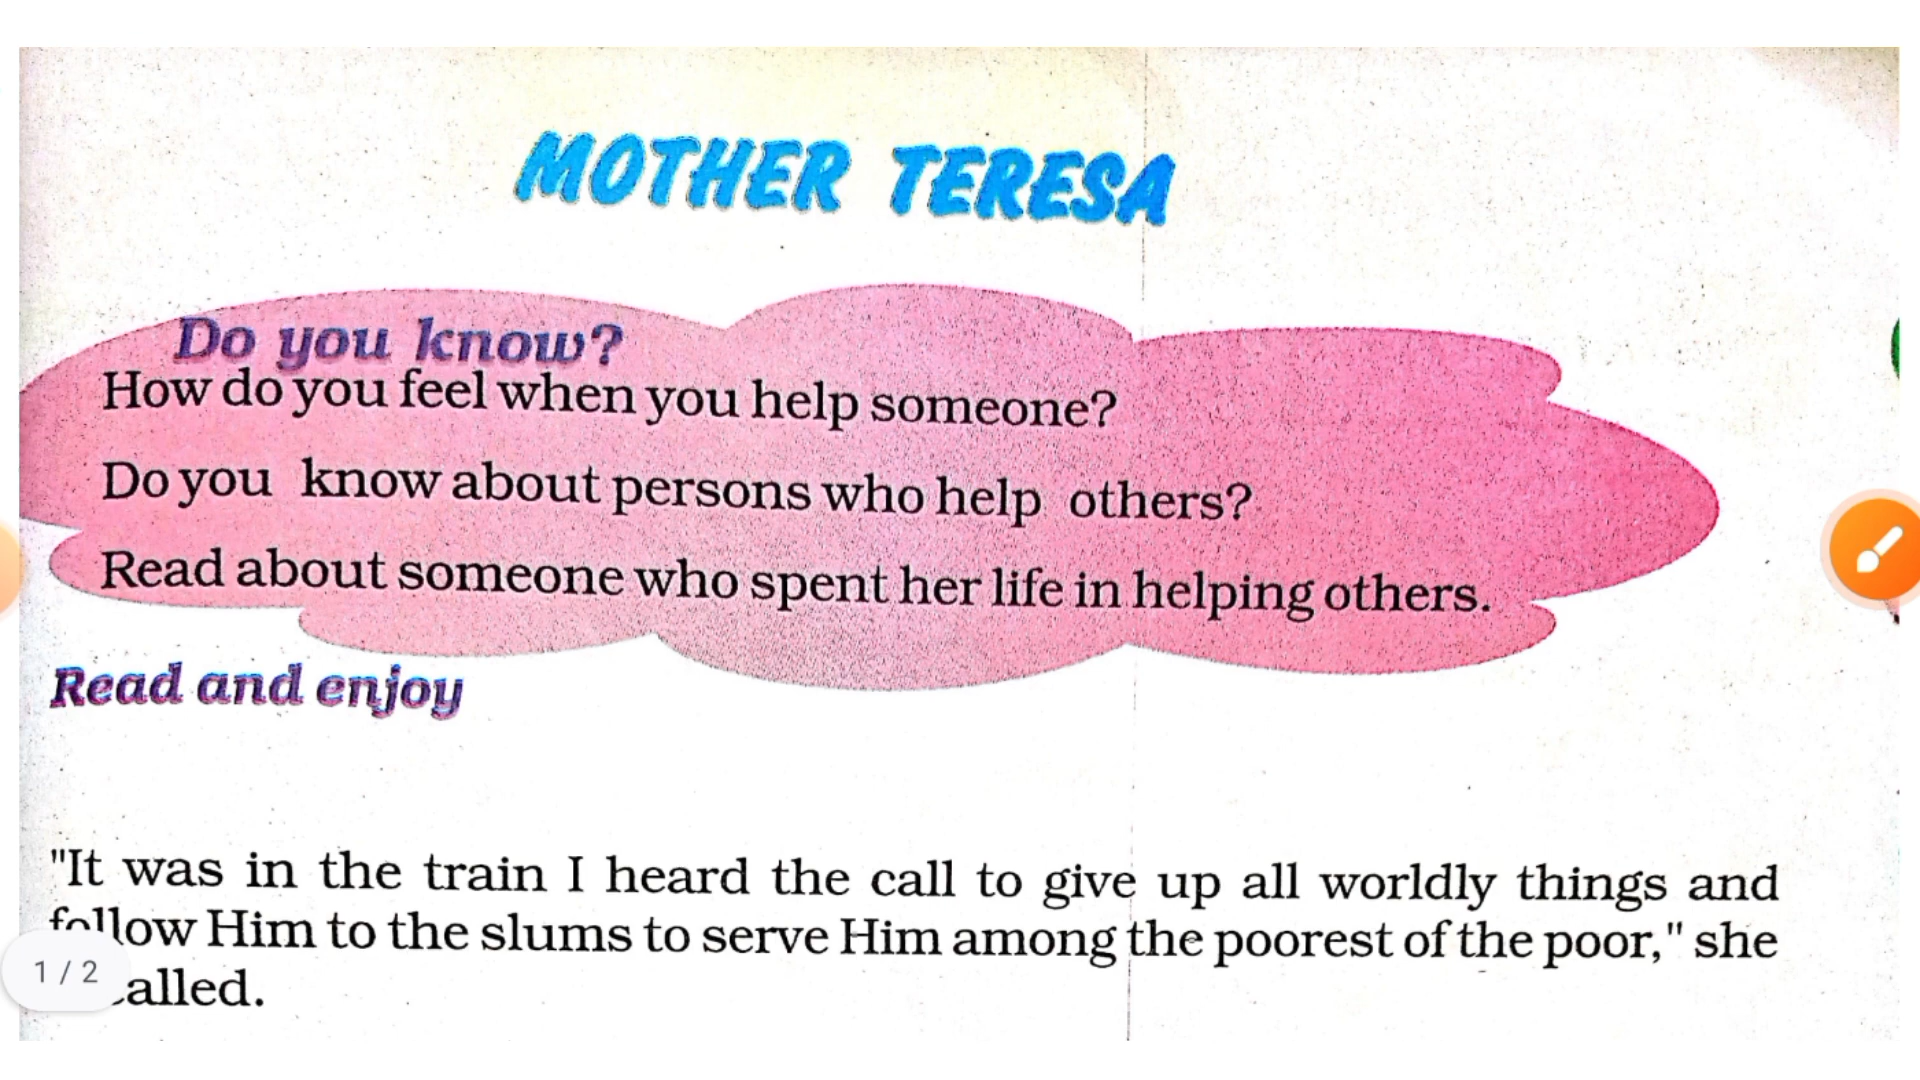 MOTHER TERESA
Do you know?
How do you feel when you help someone?
Do you know about persons who help others?
Read about someone who spent her life in helping others.
Read and enjoy
"It was in the train I heard the call to give up all worldly things and
follow Him to the slums to serve Him among the poorest of the poor," she
1 / 2